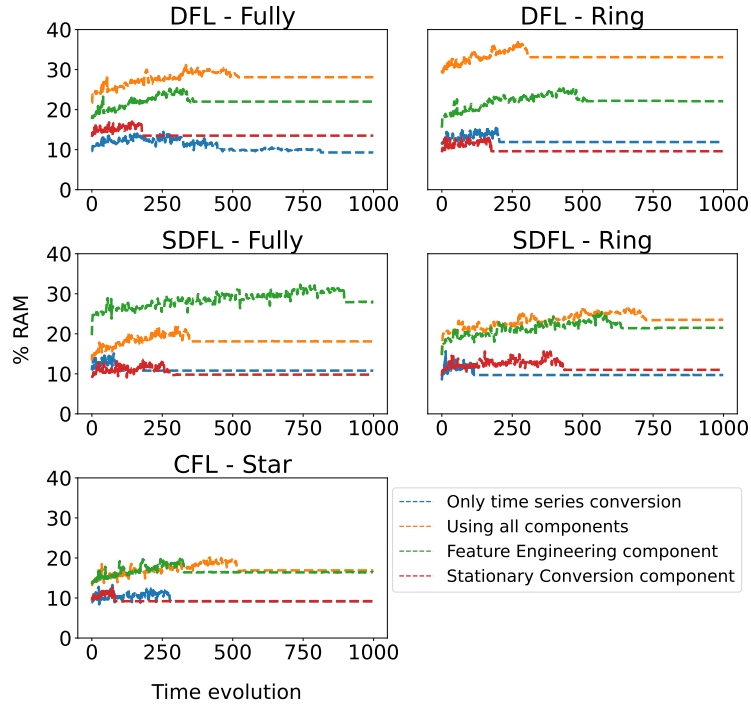 DFL - Fully
DFL - Ring
40
30
20
10
0
0 250 500 750 1000
0 250 500 750 1000
SDFL - Fully
SDFL - Ring
40
30
20
10
0
0 250 500 750 1000
0 250 500 750 1000
% RAM
CFL - Star
40
30
20
10
0
0 250 500 750 1000
Only time series conversion
Using all components
Feature Engineering component
Stationary Conversion component
Time evolution